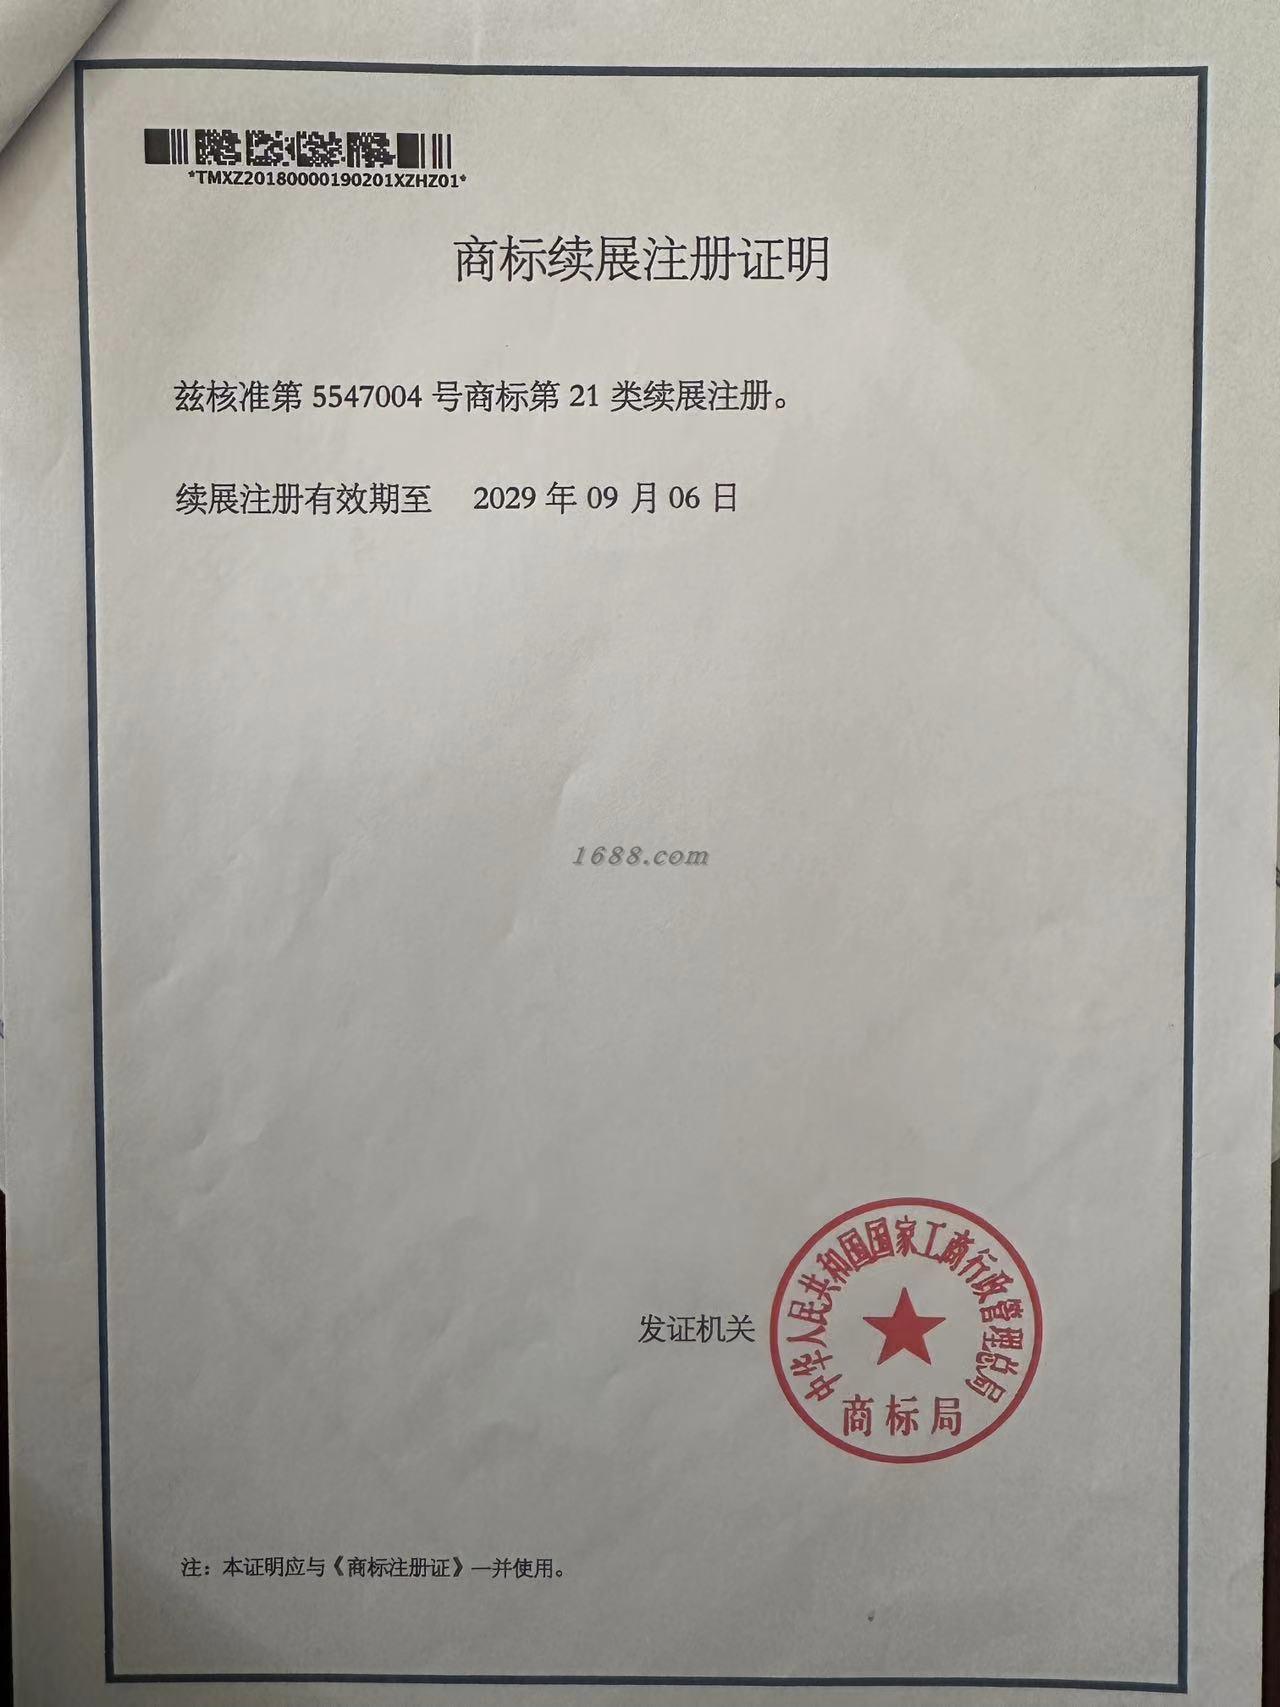 *TMXZ20180000190201XZHZ01*
商标续展注册证明
兹核准第 5547004 号商标第 21 类续展注册。
续展注册有效期至 2029 年 09 月 06 日
1688.com
中华人民共和国国家工商行政管理总局
发证机关
商标局
注：本证明应与《商标注册证》一并使用。